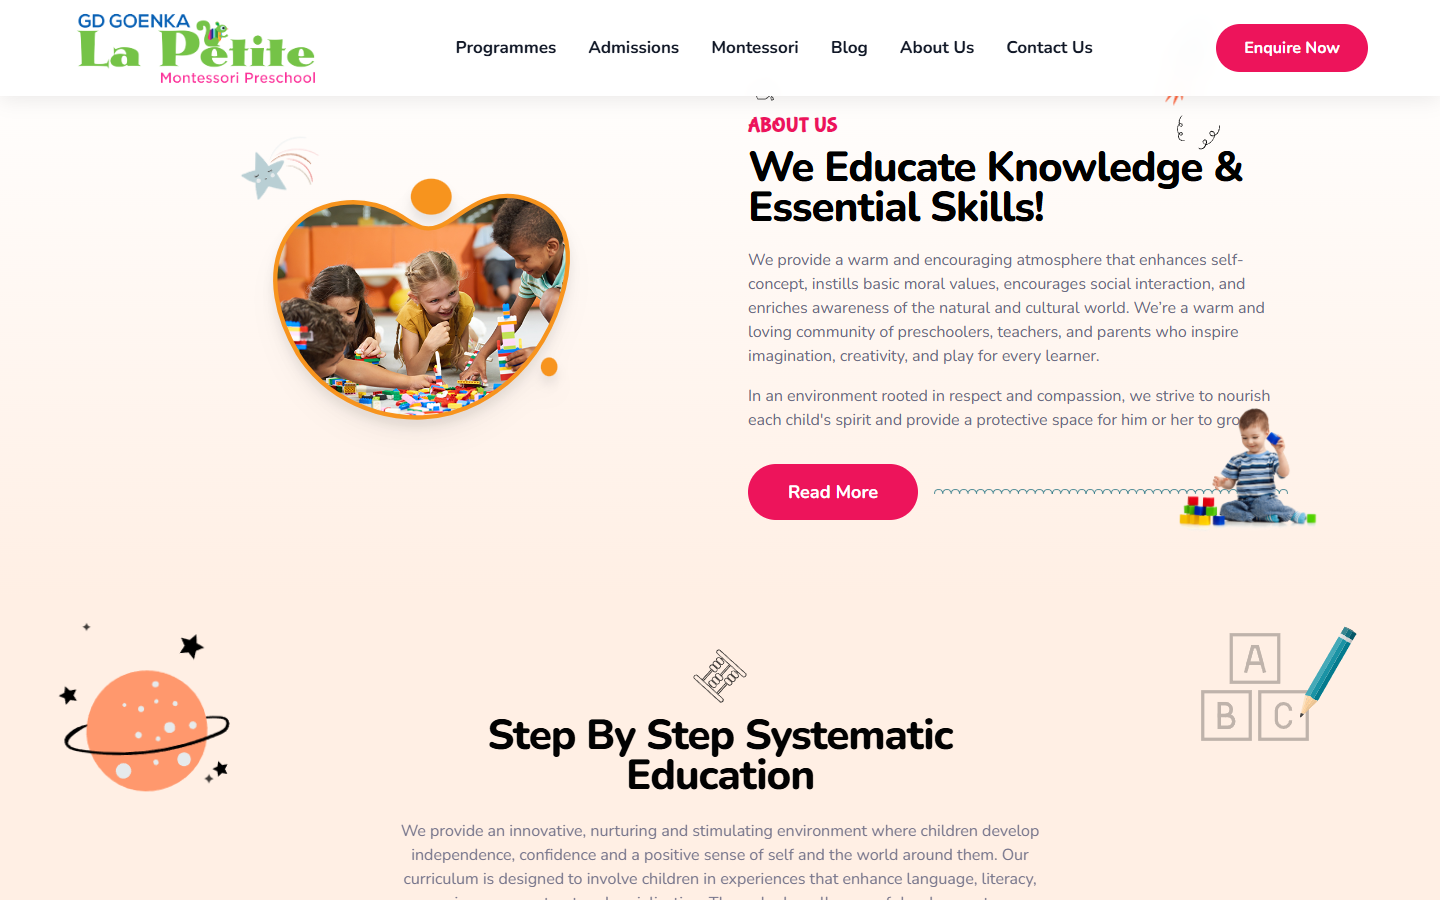 GD GOENKA
La Petite
Montessori Preschool
Programmes
Admissions
Montessori
Blog
About Us
Contact Us
Enquire Now
ABOUT US
We Educate Knowledge &
Essential Skills!
We provide a warm and encouraging atmosphere that enhances self-
concept, instills basic moral values, encourages social interaction, and
enriches awareness of the natural and cultural world. We're a warm and
loving community of preschoolers, teachers, and parents who inspire
imagination, creativity, and play for every learner.
In an environment rooted in respect and compassion, we strive to nourish
each child's spirit and provide a protective space for him or her to
Read More
A
B C
Step By Step Systematic
Education
We provide an innovative, nurturing and stimulating environment where children develop
independence, confidence and a positive sense of self and the world around them. Our
curriculum is designed to involve children in experiences that enhance language, literacy,